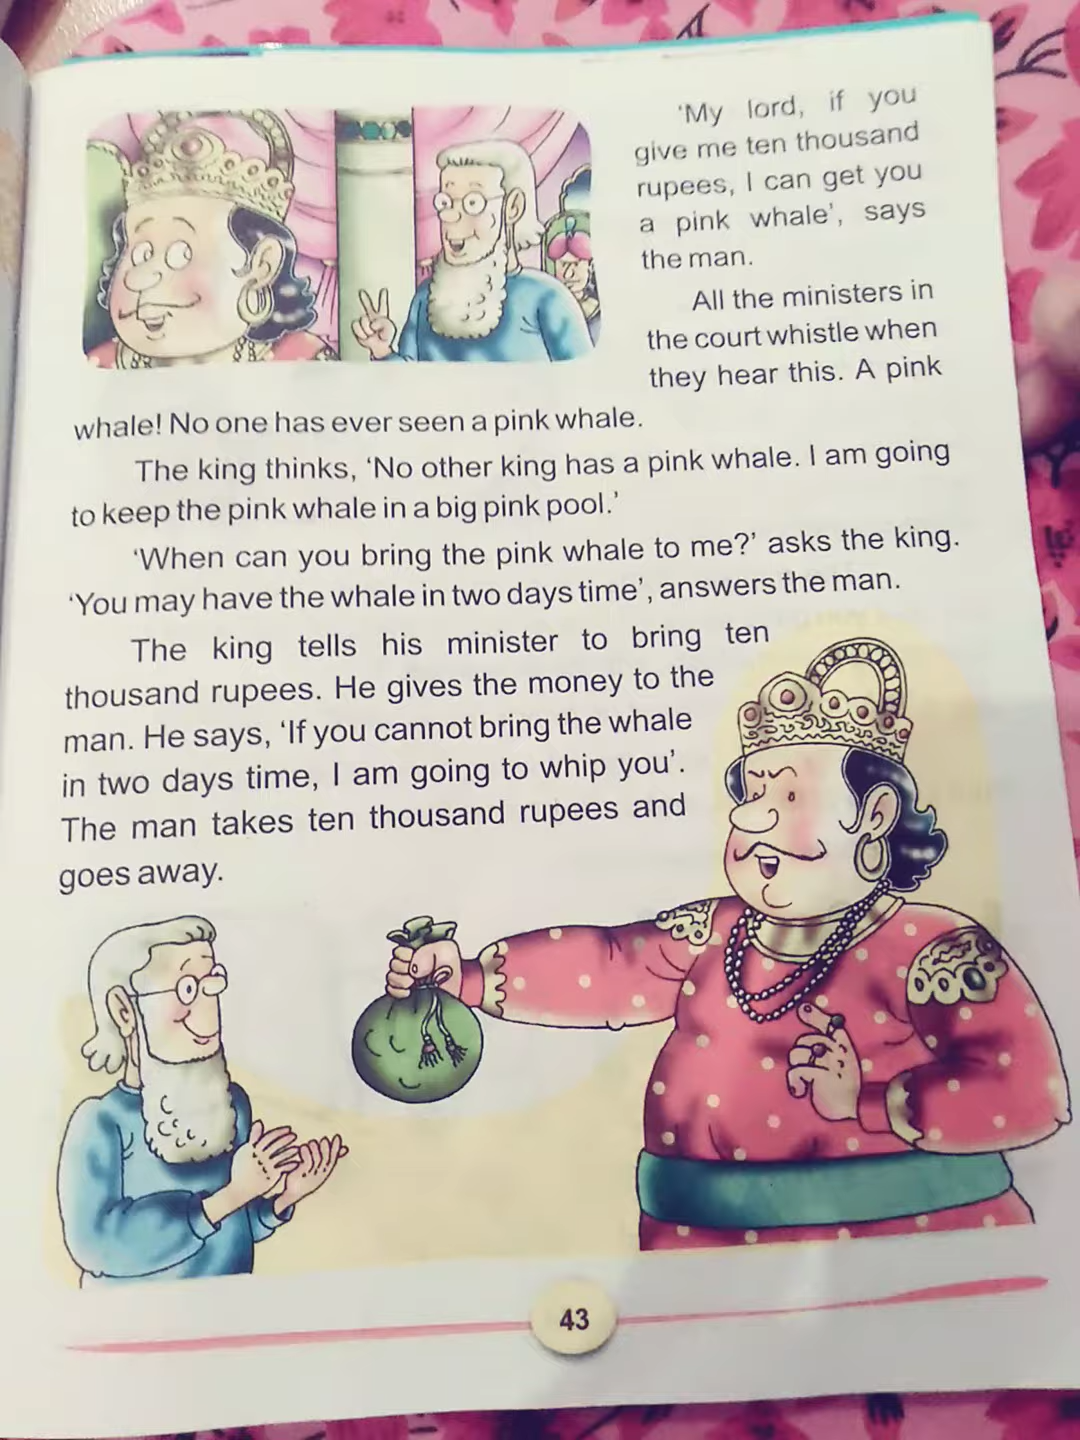 ‘My lord, if you
give me ten thousand
rupees, I can get you
a pink whale’, says
the man.
All the ministers in
the court whistle when
they hear this. A pink
whale! No one has ever seen a pink whale.
The king thinks, ‘No other king has a pink whale. I am going
to keep the pink whale in a big pink pool.’
‘When can you bring the pink whale to me?’ asks the king.
‘You may have the whale in two days time’, answers the man.
The king tells his minister to bring ten
thousand rupees. He gives the money to the
man. He says, ‘If you cannot bring the whale
in two days time, I am going to whip you’.
The man takes ten thousand rupees and
goes away.
43